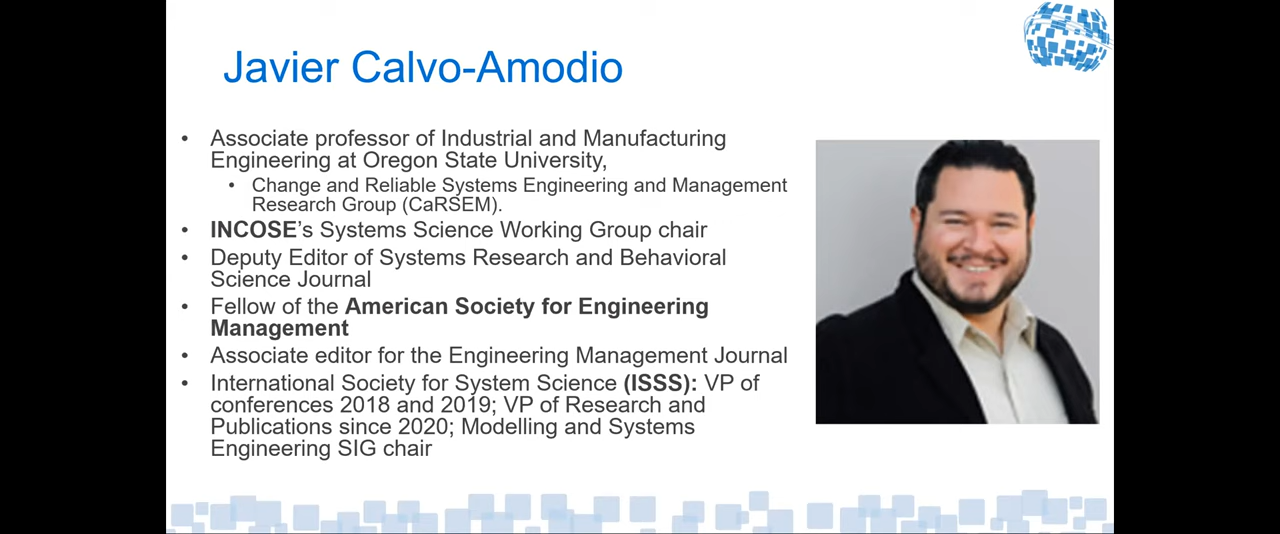 Javier Calvo-Amodio
• Associate professor of Industrial and Manufacturing
Engineering at Oregon State University,
• Change and Reliable Systems Engineering and Management
Research Group (CaRSEM).
• INCOSE’s Systems Science Working Group chair
• Deputy Editor of Systems Research and Behavioral
Science Journal
• Fellow of the American Society for Engineering
Management
• Associate editor for the Engineering Management Journal
• International Society for System Science (ISSS): VP of
conferences 2018 and 2019; VP of Research and
Publications since 2020; Modelling and Systems
Engineering SIG chair